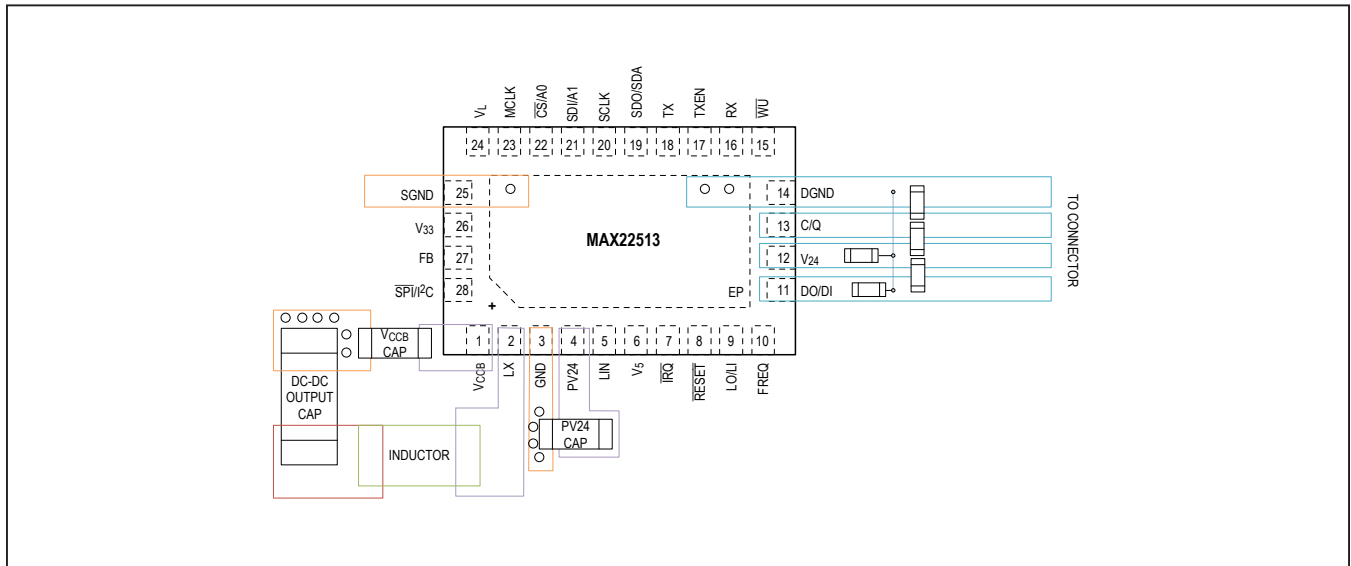 VL
MCLK
CS/A0
SDI/A1
SCLK
SDO/SDA
TX
TXEN
RX
WU
24
23
22
21
20
19
18
17
16
15
SGND
25
V33
26
FB
27
SPI/I²C
28
MAX22513
EP
14
DGND
13
C/Q
12
V24
11
DO/DI
TO CONNECTOR
+
1
2
3
4
5
6
7
8
9
10
VCCB
LX
GND
PV24
LIN
V5
IRQ
RESET
LO/LI
FREQ
VCCB
CAP
DC-DC
OUTPUT
CAP
INDUCTOR
PV24
CAP